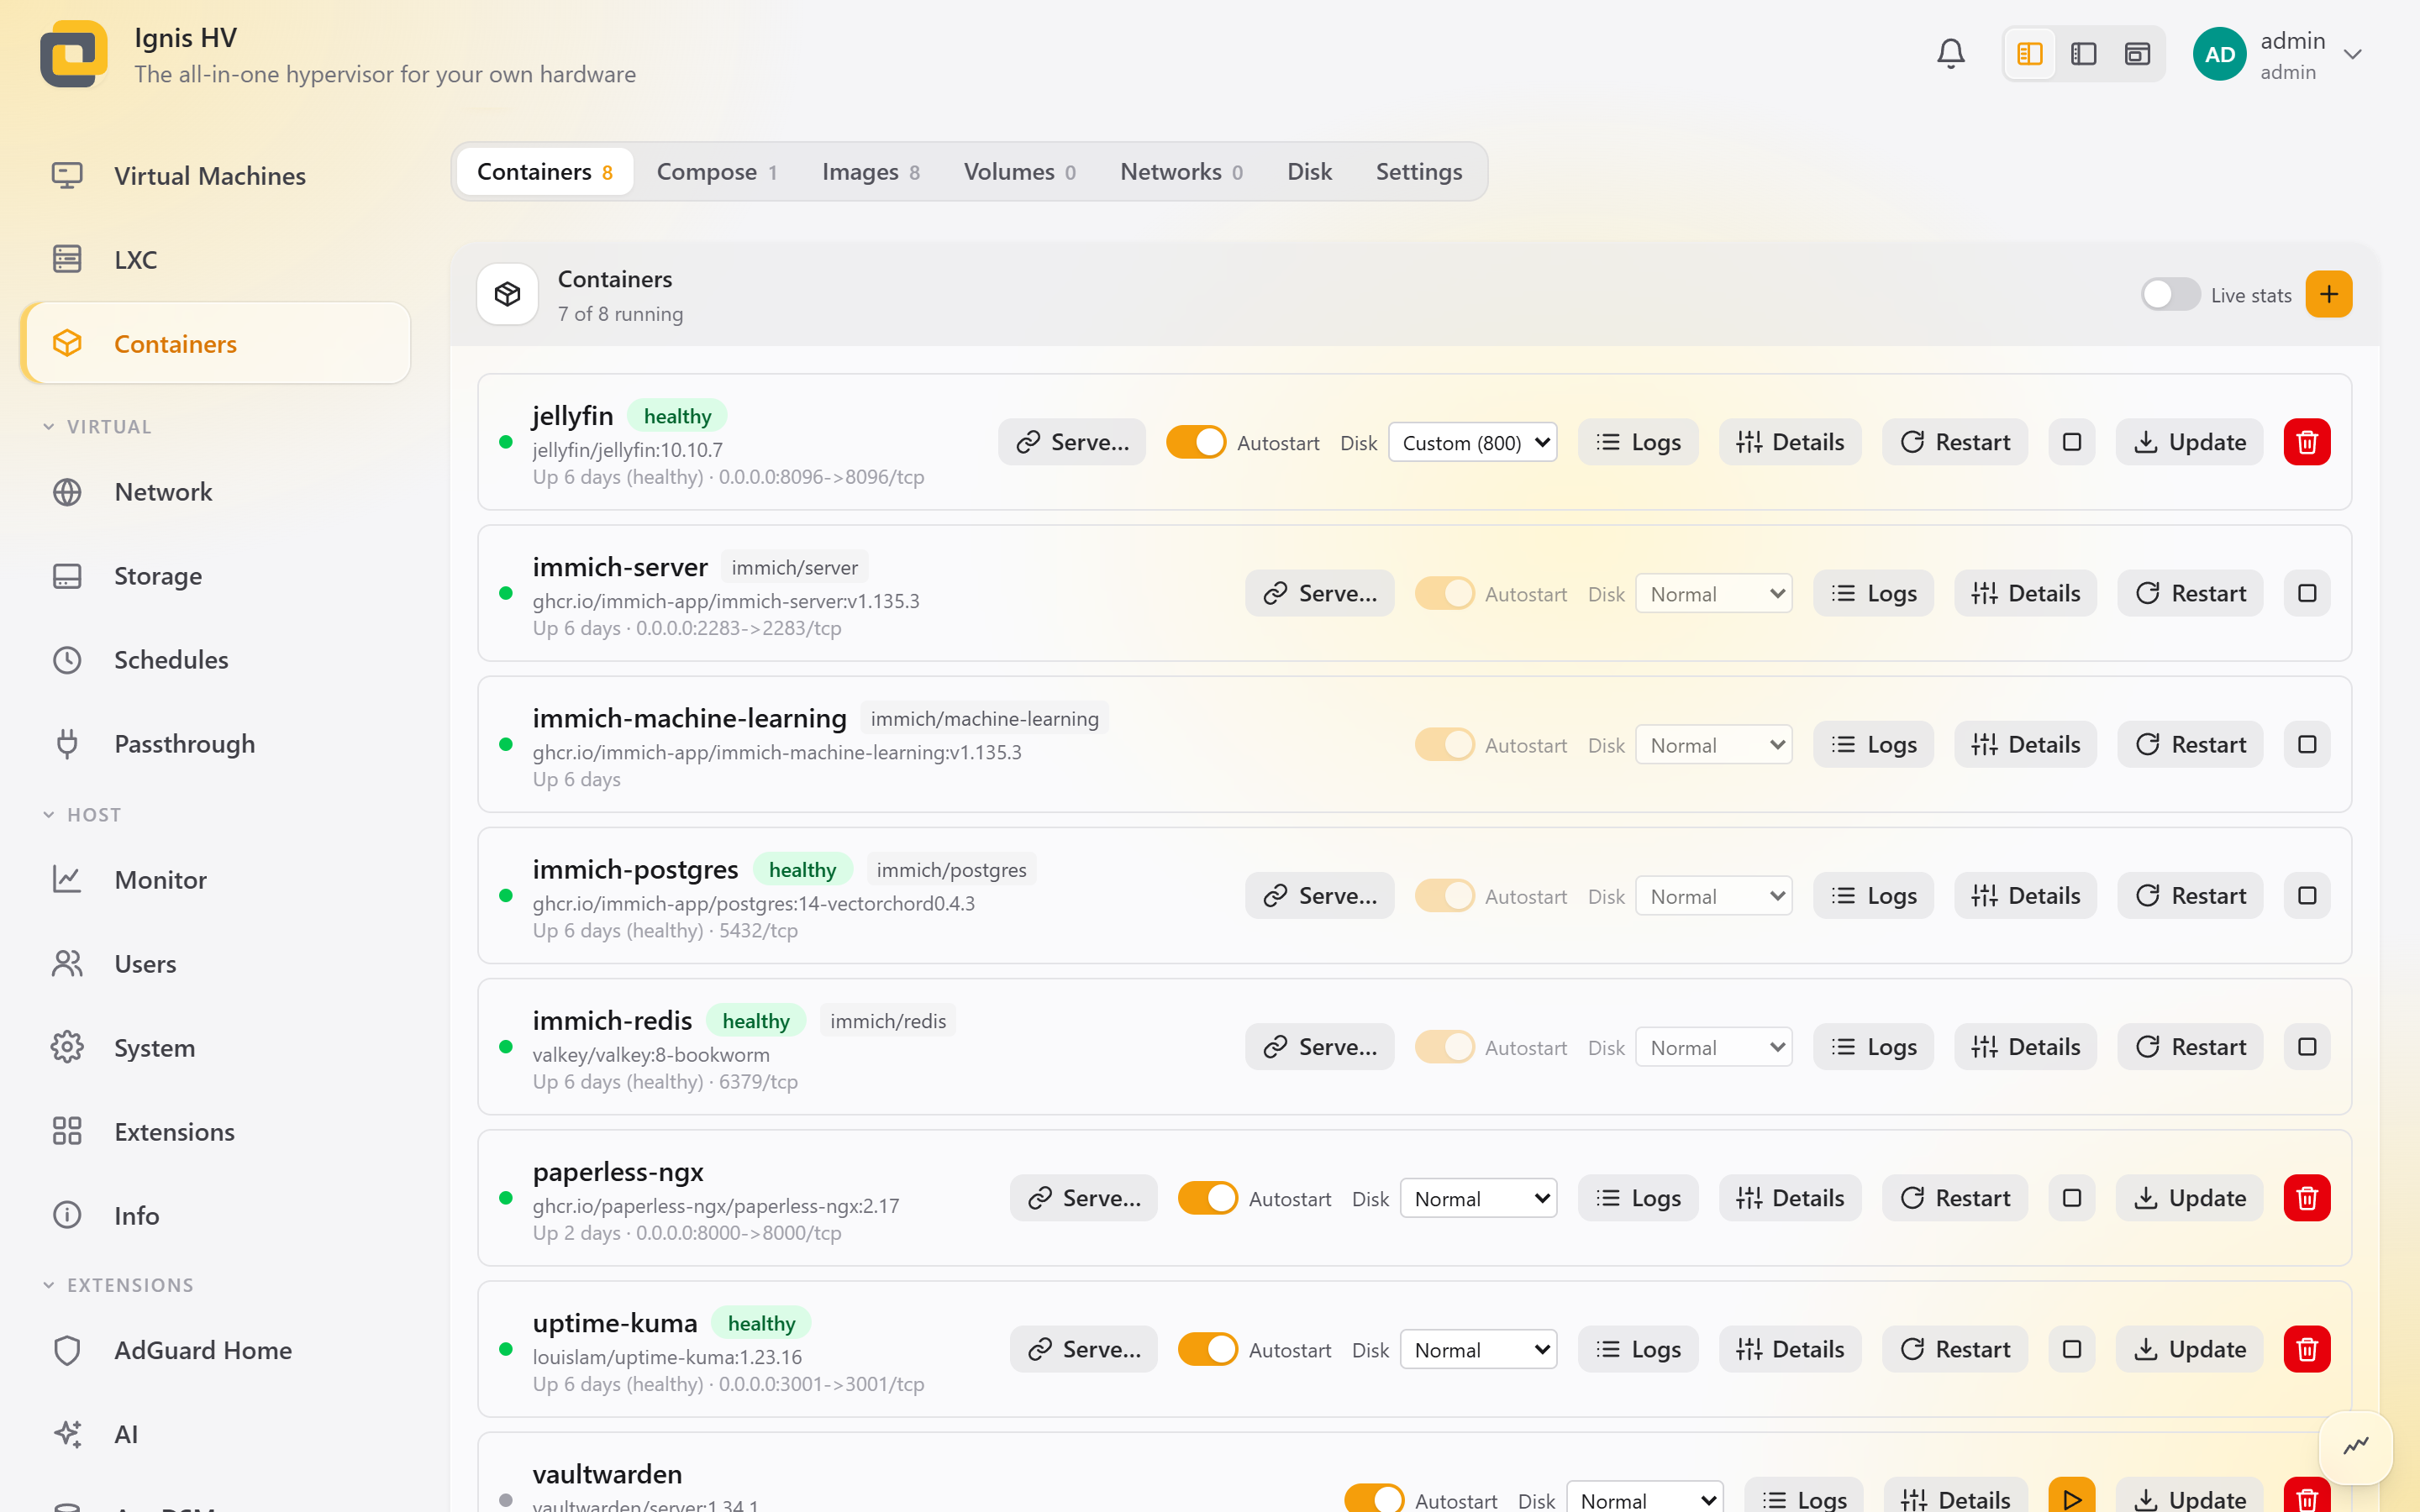 Ignis HV
The all-in-one hypervisor for your own hardware
AD
admin
admin
Virtual Machines
LXC
Containers
VIRTUAL
Network
Storage
Schedules
Passthrough
HOST
Monitor
Users
System
Extensions
Info
EXTENSIONS
AdGuard Home
AI
Containers 8 Compose 1 Images 8 Volumes 0 Networks 0 Disk Settings
Containers
7 of 8 running
Live stats
jellyfin healthy
jellyfin/jellyfin:10.10.7
Up 6 days (healthy) · 0.0.0.0:8096->8096/tcp
Serve... Autostart Disk Custom (800) Logs Details Restart Update
immich-server immich/server
ghcr.io/immich-app/immich-server:v1.135.3
Up 6 days · 0.0.0.0:2283->2283/tcp
Serve... Autostart Disk Normal Logs Details Restart
immich-machine-learning immich/machine-learning
ghcr.io/immich-app/immich-machine-learning:v1.135.3
Up 6 days
Autostart Disk Normal Logs Details Restart
immich-postgres healthy immich/postgres
ghcr.io/immich-app/postgres:14-vectorchord0.4.3
Up 6 days (healthy) · 5432/tcp
Serve... Autostart Disk Normal Logs Details Restart
immich-redis healthy immich/redis
valkey/valkey:8-bookworm
Up 6 days (healthy) · 6379/tcp
Serve... Autostart Disk Normal Logs Details Restart
paperless-ngx
ghcr.io/paperless-ngx/paperless-ngx:2.17
Up 2 days · 0.0.0.0:8000->8000/tcp
Serve... Autostart Disk Normal Logs Details Restart Update
uptime-kuma healthy
louislam/uptime-kuma:1.23.16
Up 6 days (healthy) · 0.0.0.0:3001->3001/tcp
Serve... Autostart Disk Normal Logs Details Restart Update
vaultwarden
vaultwarden/server:1.34.1
Autostart Disk Normal Logs Details Update